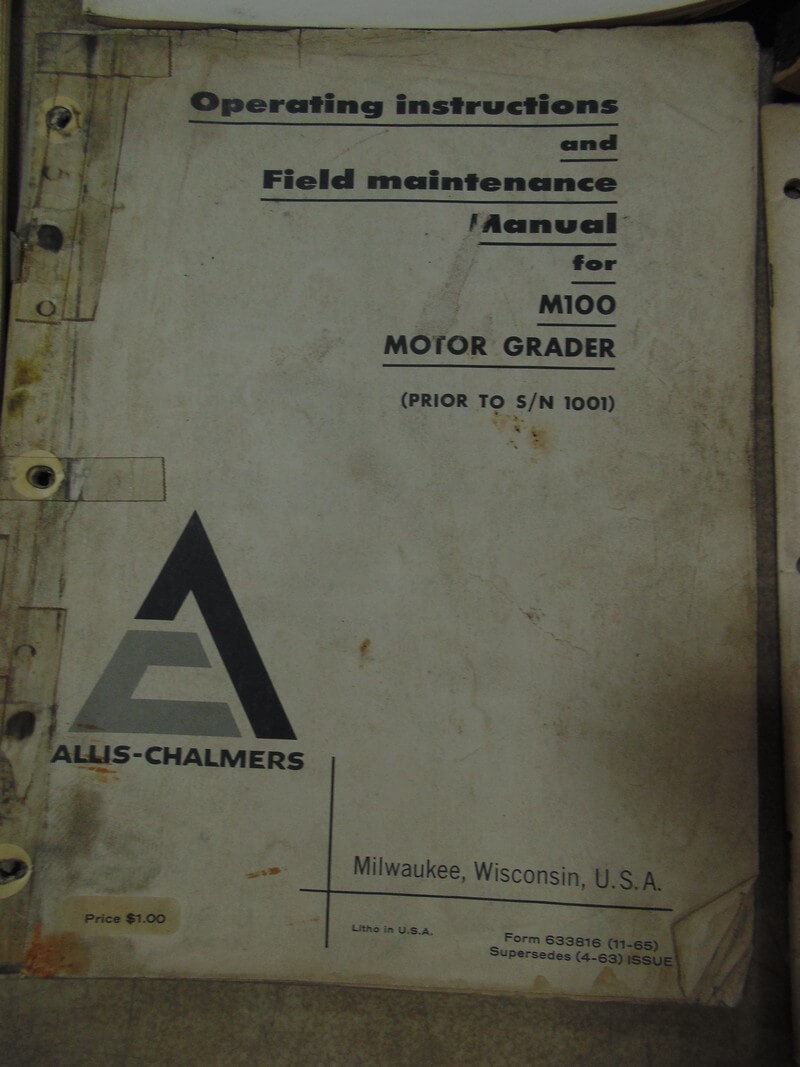 Operating instructions
and
Field maintenance
Manual
for
M100
MOTOR GRADER
(PRIOR TO S/N 1001)
ALLIS-CHALMERS
Milwaukee, Wisconsin, U.S.A.
Price $1.00
Litho in U.S.A.
Form 633816 (11-65)
Supersedes (4-63) ISSUE